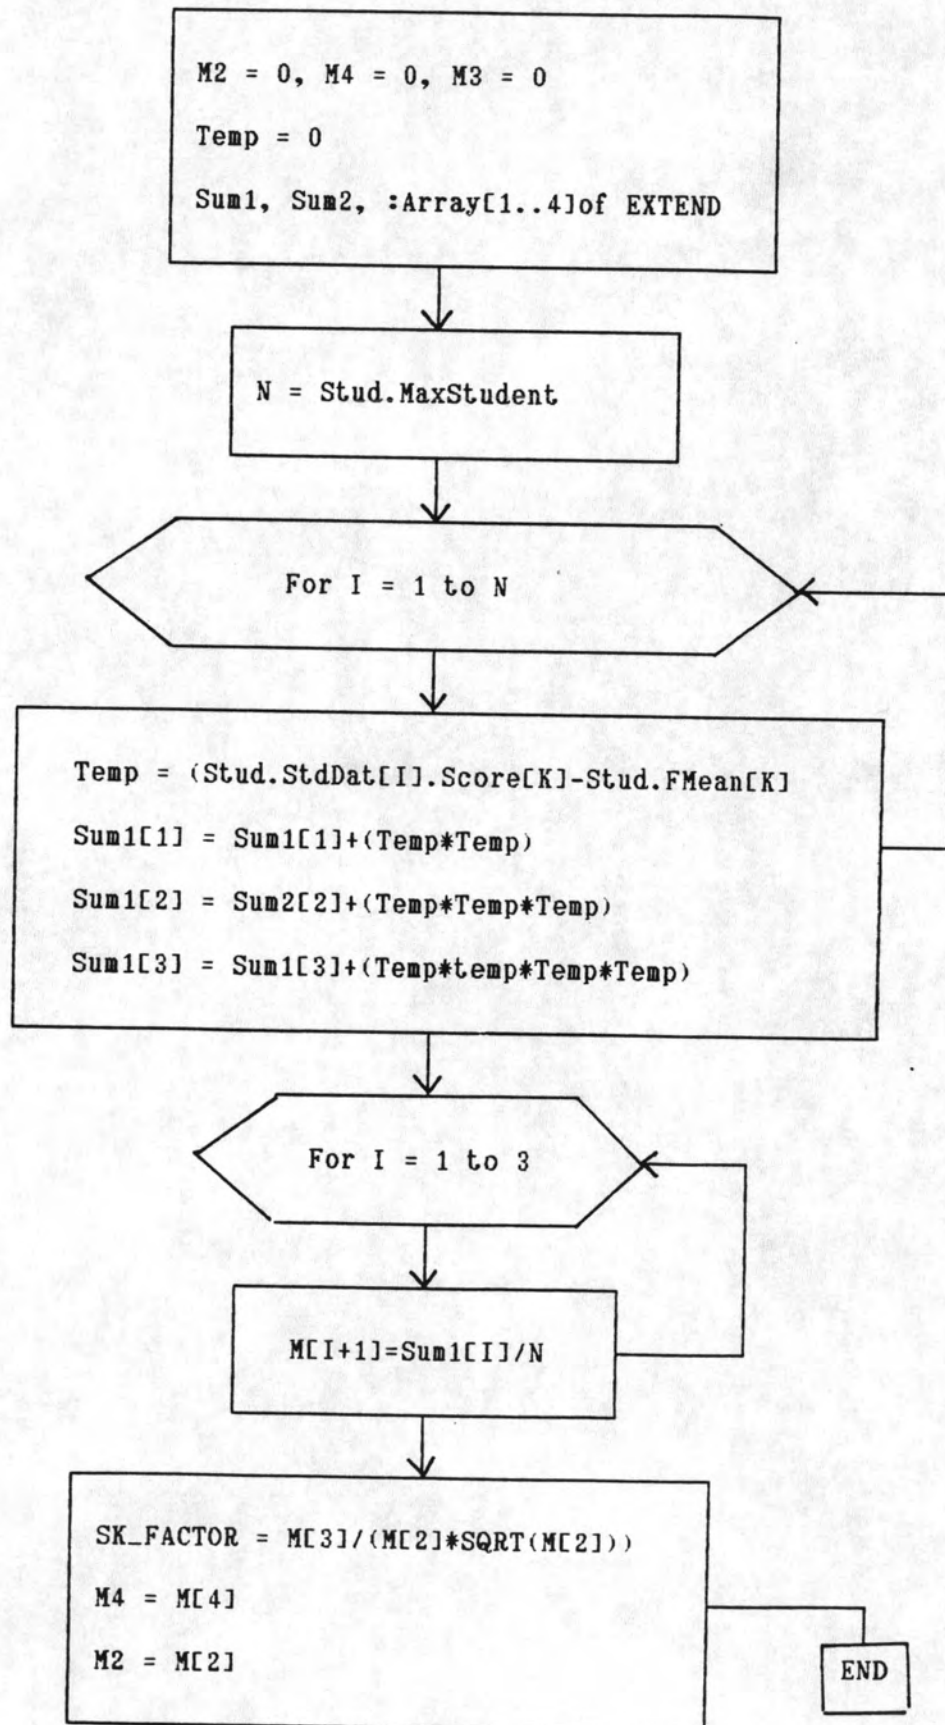 M2 = 0, M4 = 0, M3 = 0
Temp = 0
Sum1, Sum2, :Array[1..4]of EXTEND
N = Stud.MaxStudent
For I = 1 to N
Temp = (Stud.StdDat[I].Score[K]-Stud.FMean[K]
Sum1[1] = Sum1[1]+(Temp*Temp)
Sum1[2] = Sum2[2]+(Temp*Temp*Temp)
Sum1[3] = Sum1[3]+(Temp*temp*Temp*Temp)
For I = 1 to 3
M[I+1]=Sum1[I]/N
SK_FACTOR = M[3]/(M[2]*SQRT(M[2]))
M4 = M[4]
M2 = M[2]
END